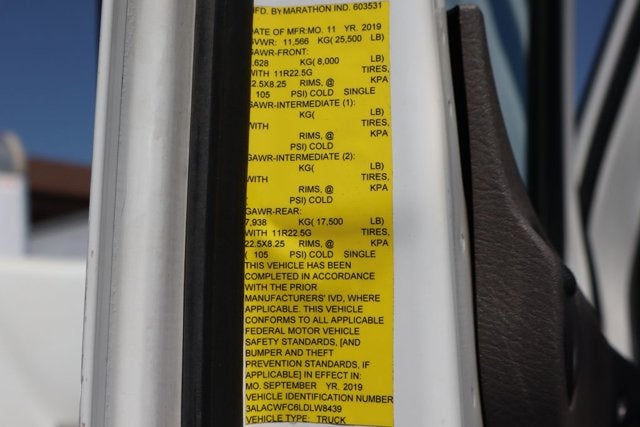 MFD. BY MARATHON IND. 603531
DATE OF MFR: MO. 11 YR. 2019
GVWR: 11,566 KG( 25,500 LB)
GAWR-FRONT:
.628 KG( 8,000 LB)
WITH 11R22.5G TIRES,
22.5X8.25 RIMS, @ KPA
( 105 PSI) COLD SINGLE
GAWR-INTERMEDIATE (1):
KG( LB)
WITH TIRES,
RIMS, @ KPA
PSI) COLD
GAWR-INTERMEDIATE (2):
KG( LB)
WITH TIRES,
RIMS, @ KPA
( PSI) COLD
GAWR-REAR:
7,938 KG( 17,500 LB)
WITH 11R22.5G TIRES,
22.5X8.25 RIMS, @ KPA
( 105 PSI) COLD SINGLE
THIS VEHICLE HAS BEEN
COMPLETED IN ACCORDANCE
WITH THE PRIOR
MANUFACTURERS' IVD, WHERE
APPLICABLE. THIS VEHICLE
CONFORMS TO ALL APPLICABLE
FEDERAL MOTOR VEHICLE
SAFETY STANDARDS, [AND
BUMPER AND THEFT
PREVENTION STANDARDS, IF
APPLICABLE] IN EFFECT IN:
MO. SEPTEMBER YR. 2019
VEHICLE IDENTIFICATION NUMBER
3ALACWFC6LDLW8439
VEHICLE TYPE: TRUCK